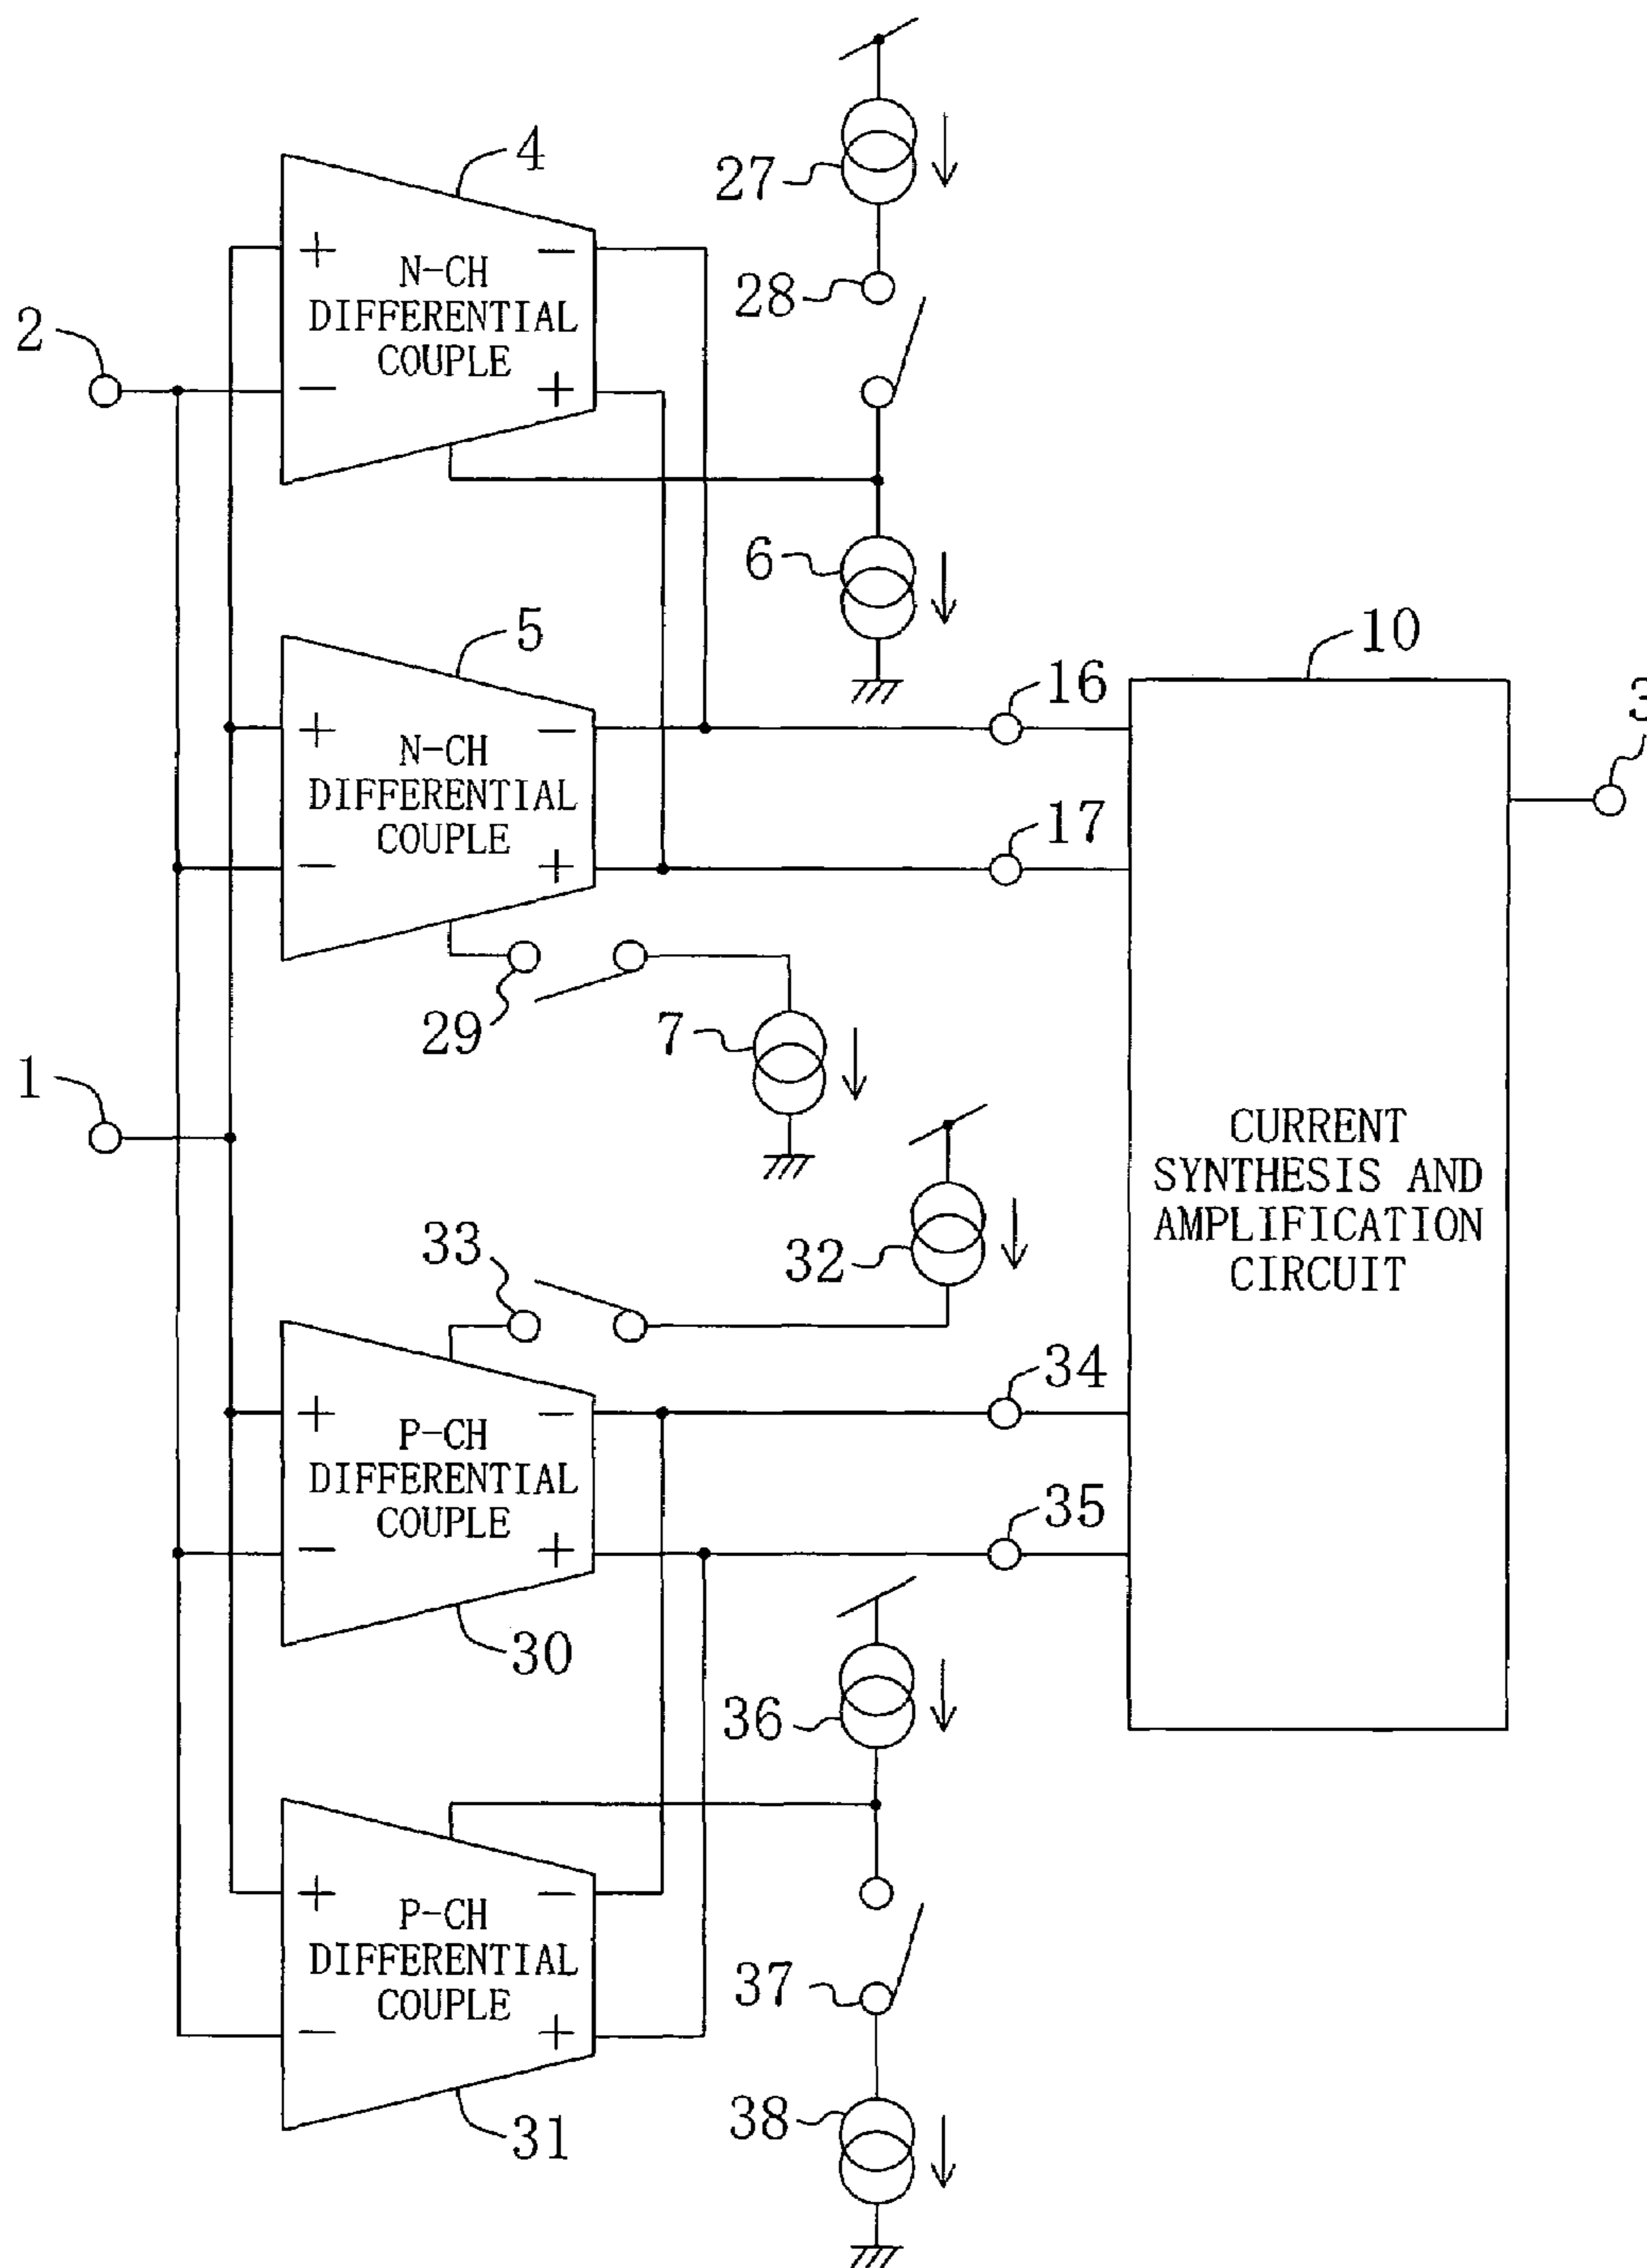 4
27
+
−
N-CH
DIFFERENTIAL
COUPLE
28
2
−
+
6
5
10
16
3
+
−
N-CH
DIFFERENTIAL
COUPLE
17
−
+
29
7
1
CURRENT
SYNTHESIS AND
AMPLIFICATION
CIRCUIT
33
32
34
+
−
P-CH
DIFFERENTIAL
COUPLE
35
−
+
30
36
+
−
P-CH
DIFFERENTIAL
COUPLE
37
−
+
31
38